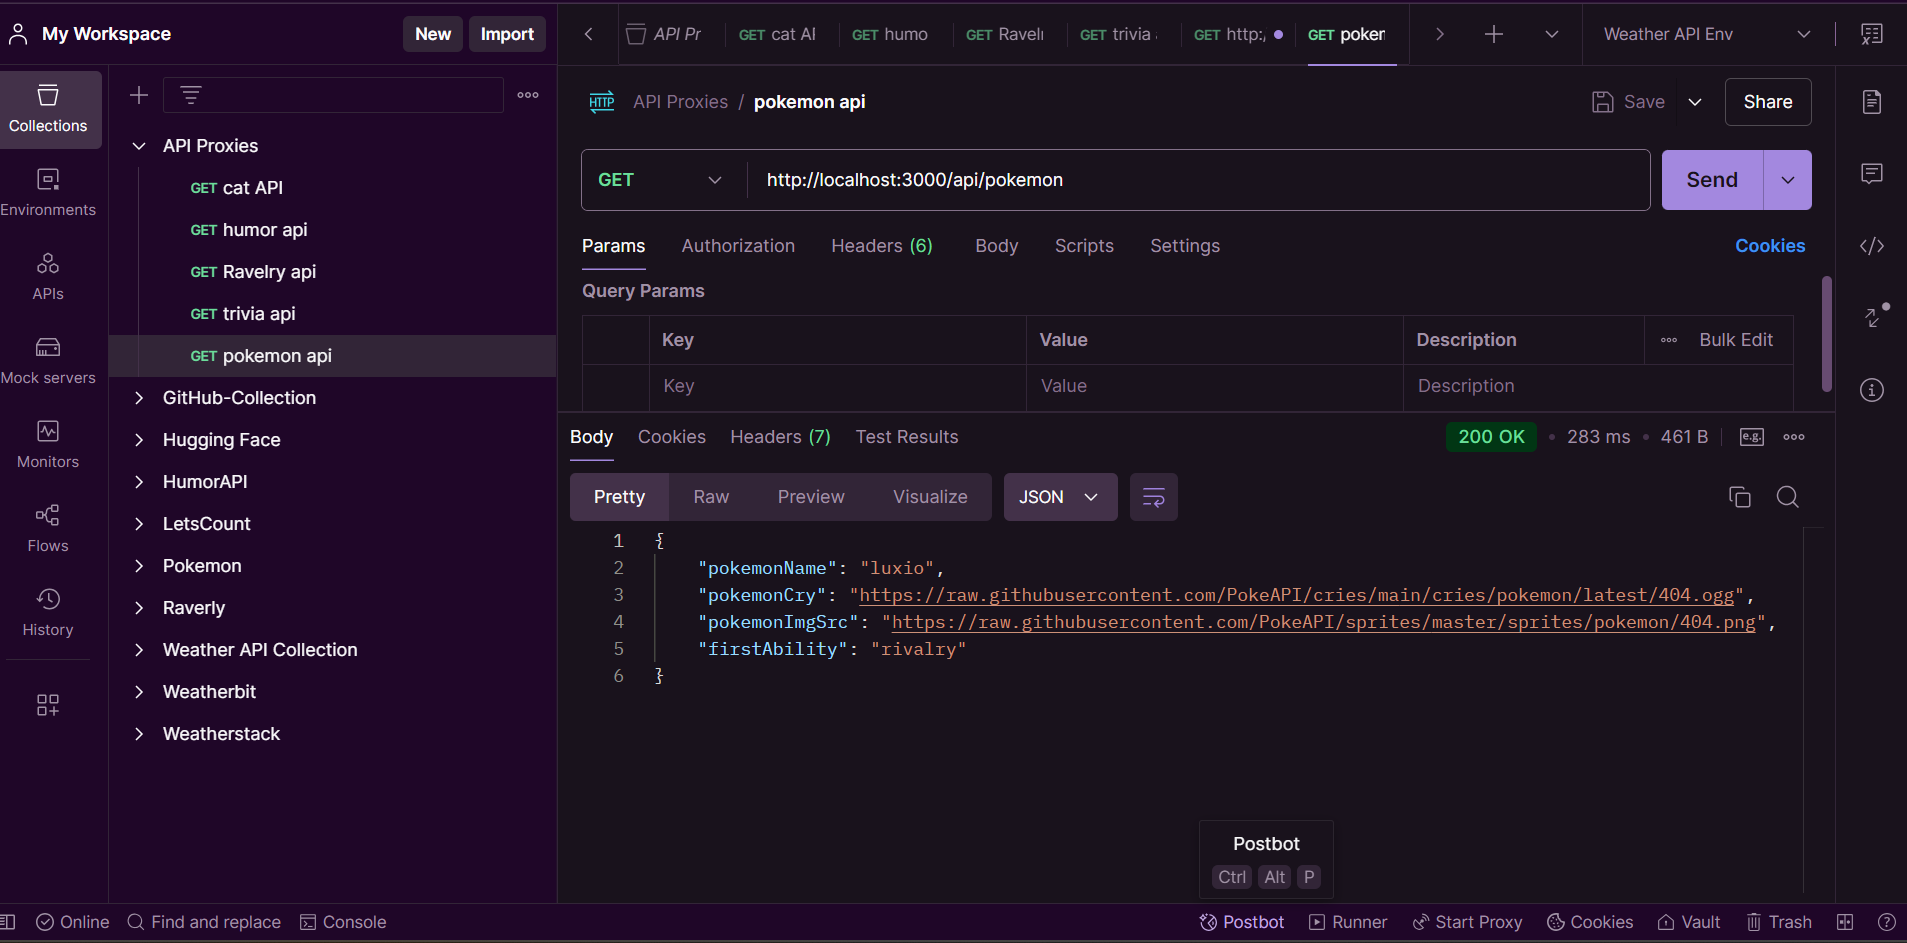 My Workspace
New
Import
API Pr
GET cat AI
GET humo
GET Ravelr
GET trivia
GET http:/
GET poker
Weather API Env
Collections
Environments
APIs
Mock servers
Monitors
Flows
History
API Proxies
GET cat API
GET humor api
GET Ravelry api
GET trivia api
GET pokemon api
GitHub-Collection
Hugging Face
HumorAPI
LetsCount
Pokemon
Raverly
Weather API Collection
Weatherbit
Weatherstack
HTTP API Proxies / pokemon api
Save
Share
GET http://localhost:3000/api/pokemon
Send
Params Authorization Headers (6) Body Scripts Settings
Cookies
Query Params
Key Value Description Bulk Edit
Key Value Description
Body Cookies Headers (7) Test Results
200 OK • 283 ms • 461 B
e.g.
Pretty Raw Preview Visualize JSON
1 {
2 "pokemonName": "luxio",
3 "pokemonCry": "https://raw.githubusercontent.com/PokeAPI/cries/main/cries/pokemon/latest/404.ogg",
4 "pokemonImgSrc": "https://raw.githubusercontent.com/PokeAPI/sprites/master/sprites/pokemon/404.png",
5 "firstAbility": "rivalry"
6 }
Postbot
Ctrl Alt P
Online Find and replace Console
Postbot Runner Start Proxy Cookies Vault Trash